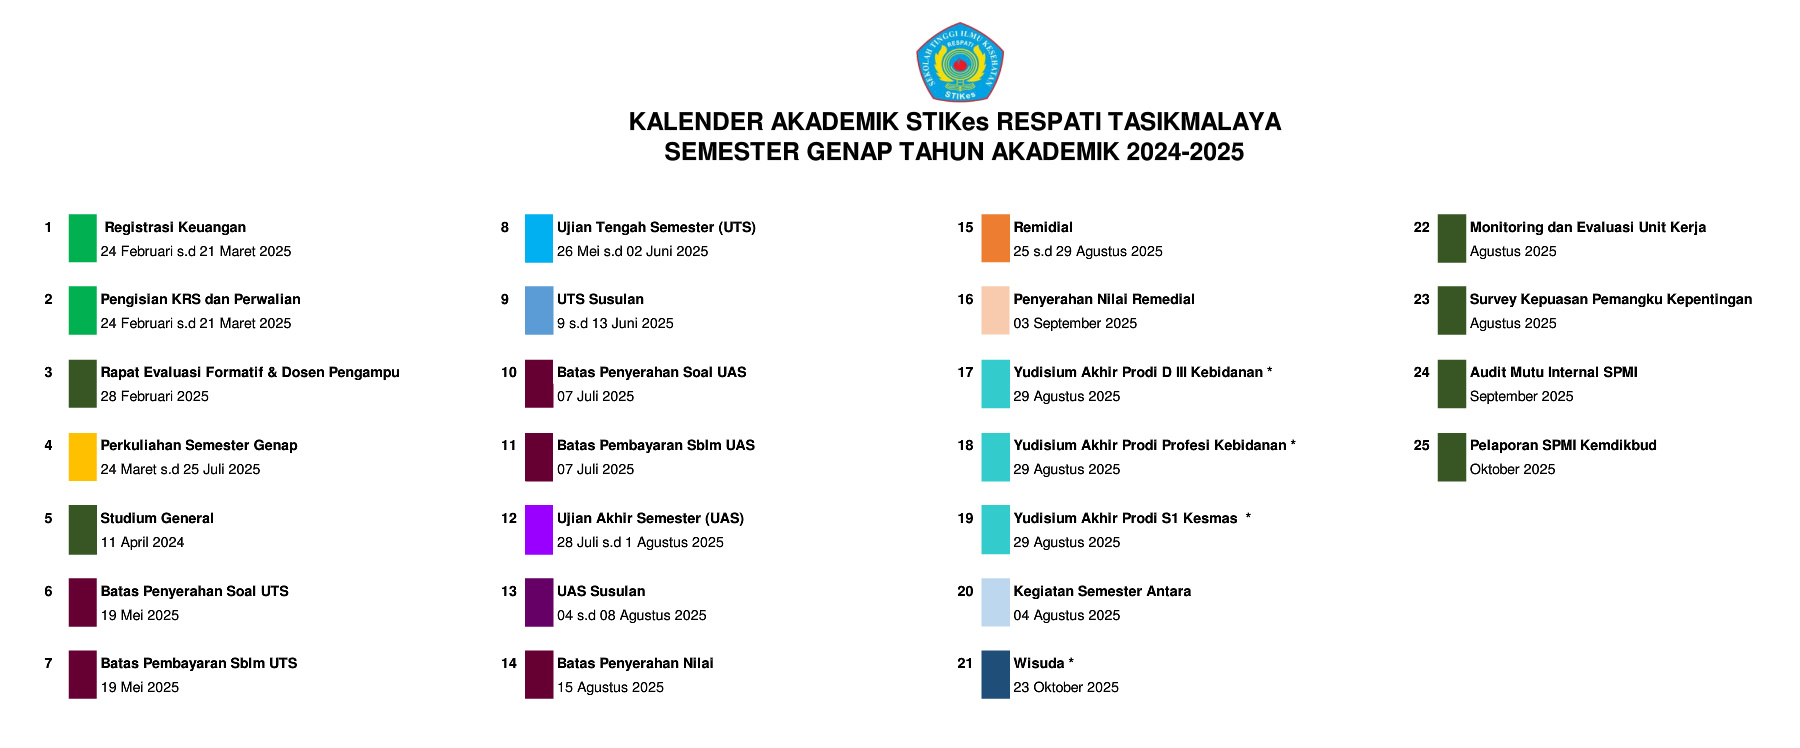 SEKOLAH TINGGI ILMU KESEHATAN
RESPATI
STIKes
KALENDER AKADEMIK STIKes RESPATI TASIKMALAYA
SEMESTER GENAP TAHUN AKADEMIK 2024-2025
1 Registrasi Keuangan
24 Februari s.d 21 Maret 2025
2 Pengisian KRS dan Perwalian
24 Februari s.d 21 Maret 2025
3 Rapat Evaluasi Formatif & Dosen Pengampu
28 Februari 2025
4 Perkuliahan Semester Genap
24 Maret s.d 25 Juli 2025
5 Studium General
11 April 2024
6 Batas Penyerahan Soal UTS
19 Mei 2025
7 Batas Pembayaran Sblm UTS
19 Mei 2025
8 Ujian Tengah Semester (UTS)
26 Mei s.d 02 Juni 2025
9 UTS Susulan
9 s.d 13 Juni 2025
10 Batas Penyerahan Soal UAS
07 Juli 2025
11 Batas Pembayaran Sblm UAS
07 Juli 2025
12 Ujian Akhir Semester (UAS)
28 Juli s.d 1 Agustus 2025
13 UAS Susulan
04 s.d 08 Agustus 2025
14 Batas Penyerahan Nilai
15 Agustus 2025
15 Remidial
25 s.d 29 Agustus 2025
16 Penyerahan Nilai Remedial
03 September 2025
17 Yudisium Akhir Prodi D III Kebidanan *
29 Agustus 2025
18 Yudisium Akhir Prodi Profesi Kebidanan *
29 Agustus 2025
19 Yudisium Akhir Prodi S1 Kesmas *
29 Agustus 2025
20 Kegiatan Semester Antara
04 Agustus 2025
21 Wisuda *
23 Oktober 2025
22 Monitoring dan Evaluasi Unit Kerja
Agustus 2025
23 Survey Kepuasan Pemangku Kepentingan
Agustus 2025
24 Audit Mutu Internal SPMI
September 2025
25 Pelaporan SPMI Kemdikbud
Oktober 2025